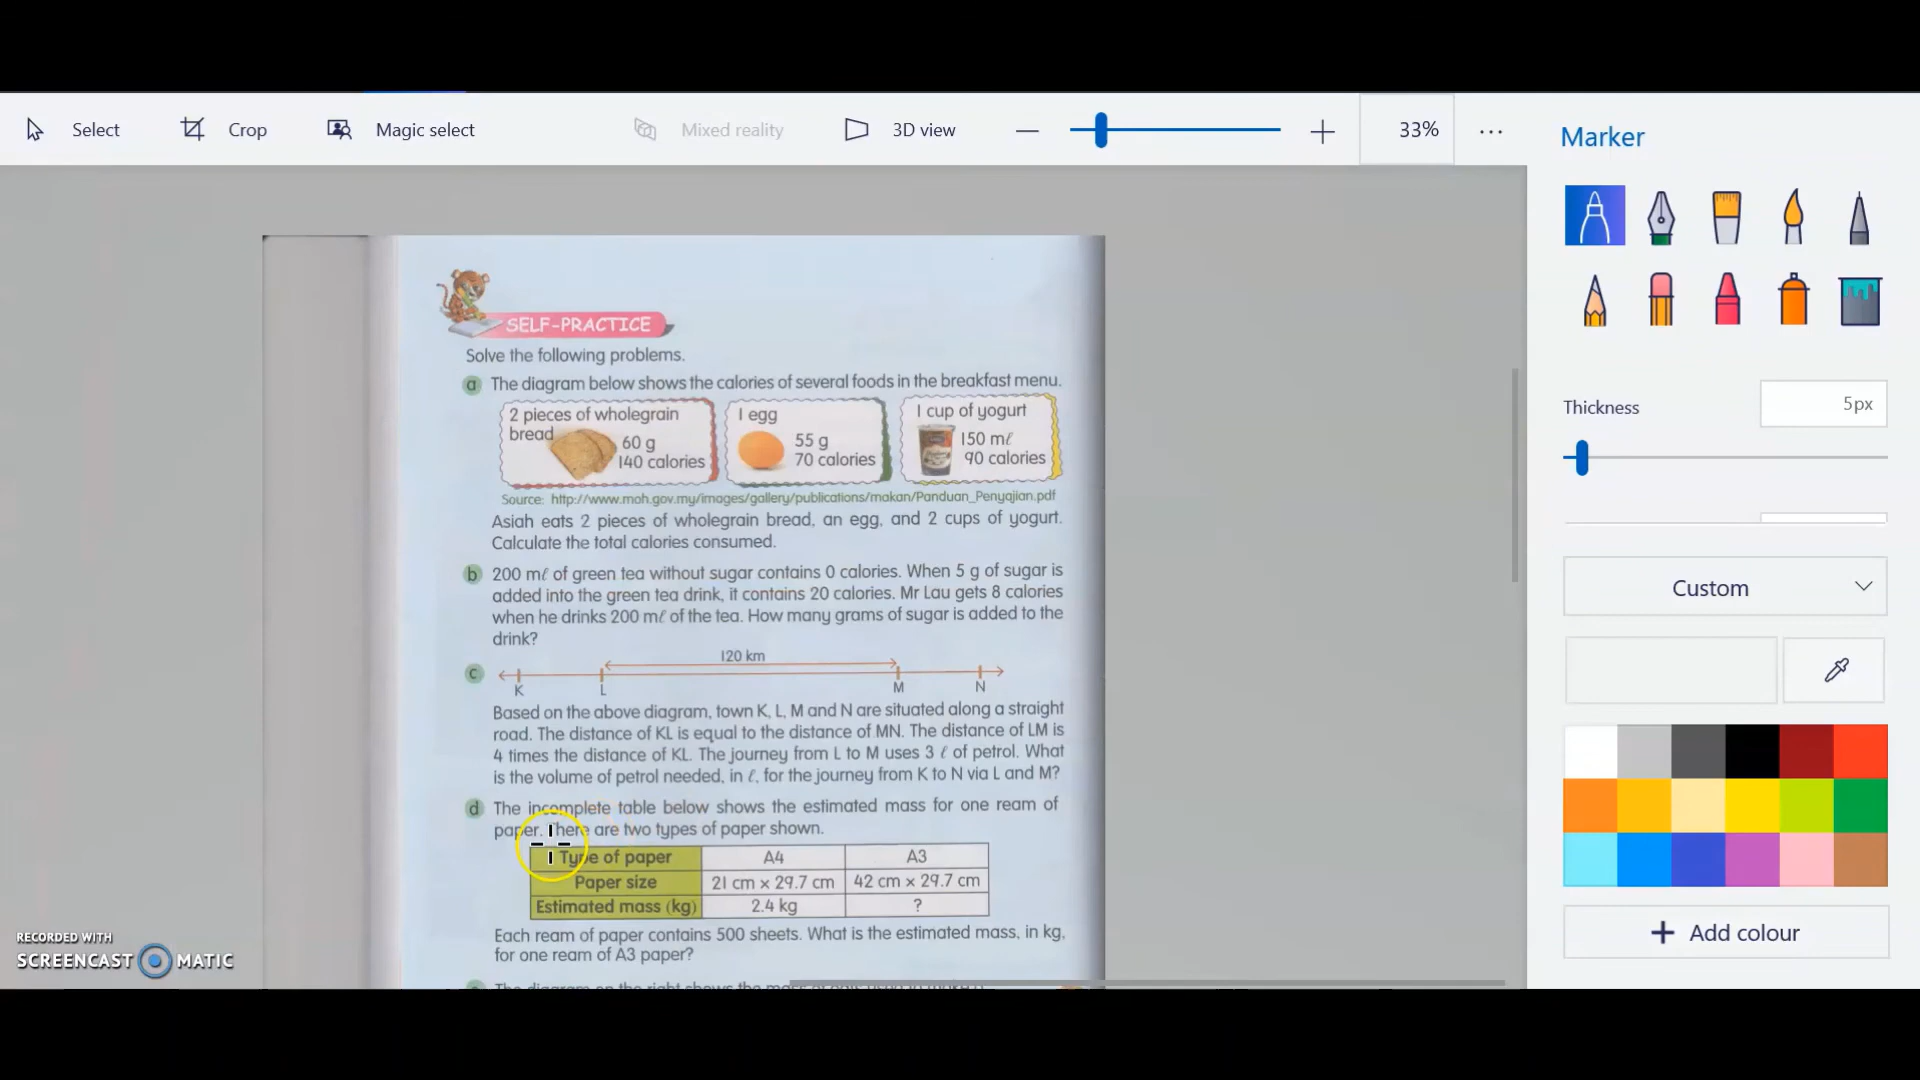 Select
Crop
Magic select
Mixed reality
3D view
33%
Marker
Thickness
5px
Custom
Add colour
SELF-PRACTICE
Solve the following problems.
a The diagram below shows the calories of several foods in the breakfast menu.
2 pieces of wholegrain
bread
60 g
140 calories
1 egg
55 g
70 calories
1 cup of yogurt
150 mℓ
90 calories
Source: http://www.moh.gov.my/images/gallery/publications/makan/Panduan_Penyajian.pdf
Asiah eats 2 pieces of wholegrain bread, an egg, and 2 cups of yogurt.
Calculate the total calories consumed.
b 200 mℓ of green tea without sugar contains 0 calories. When 5 g of sugar is
added into the green tea drink, it contains 20 calories. Mr Lau gets 8 calories
when he drinks 200 mℓ of the tea. How many grams of sugar is added to the
drink?
120 km
c
K L M N
Based on the above diagram, town K, L, M and N are situated along a straight
road. The distance of KL is equal to the distance of MN. The distance of LM is
4 times the distance of KL. The journey from L to M uses 3 ℓ of petrol. What
is the volume of petrol needed, in ℓ, for the journey from K to N via L and M?
d The incomplete table below shows the estimated mass for one ream of
paper. There are two types of paper shown.
Type of paper A4 A3
Paper size 21 cm × 29.7 cm 42 cm × 29.7 cm
Estimated mass (kg) 2.4 kg ?
Each ream of paper contains 500 sheets. What is the estimated mass, in kg,
for one ream of A3 paper?
The diagram on the right shows the
RECORDED WITH
SCREENCAST MATIC